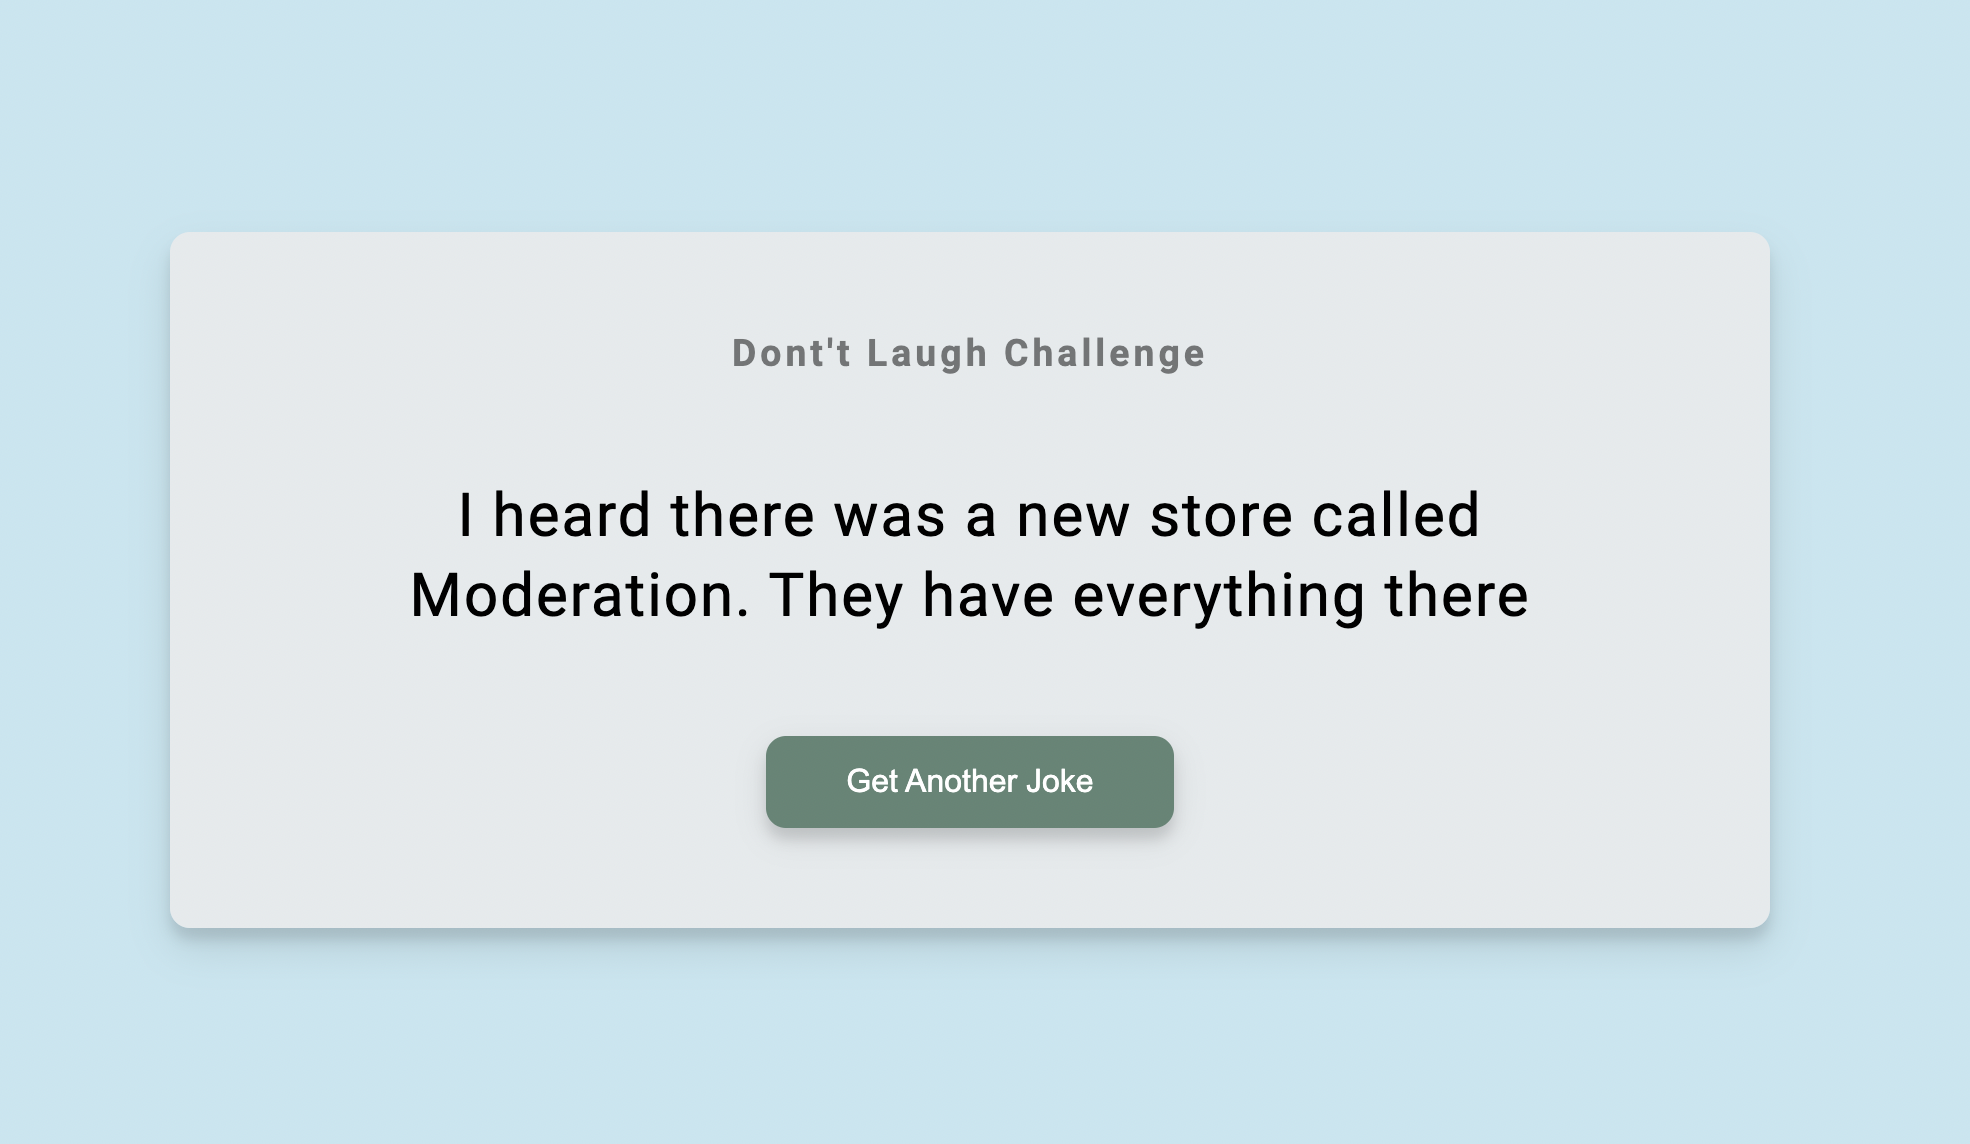 Dont't Laugh Challenge
I heard there was a new store called
Moderation. They have everything there
Get Another Joke